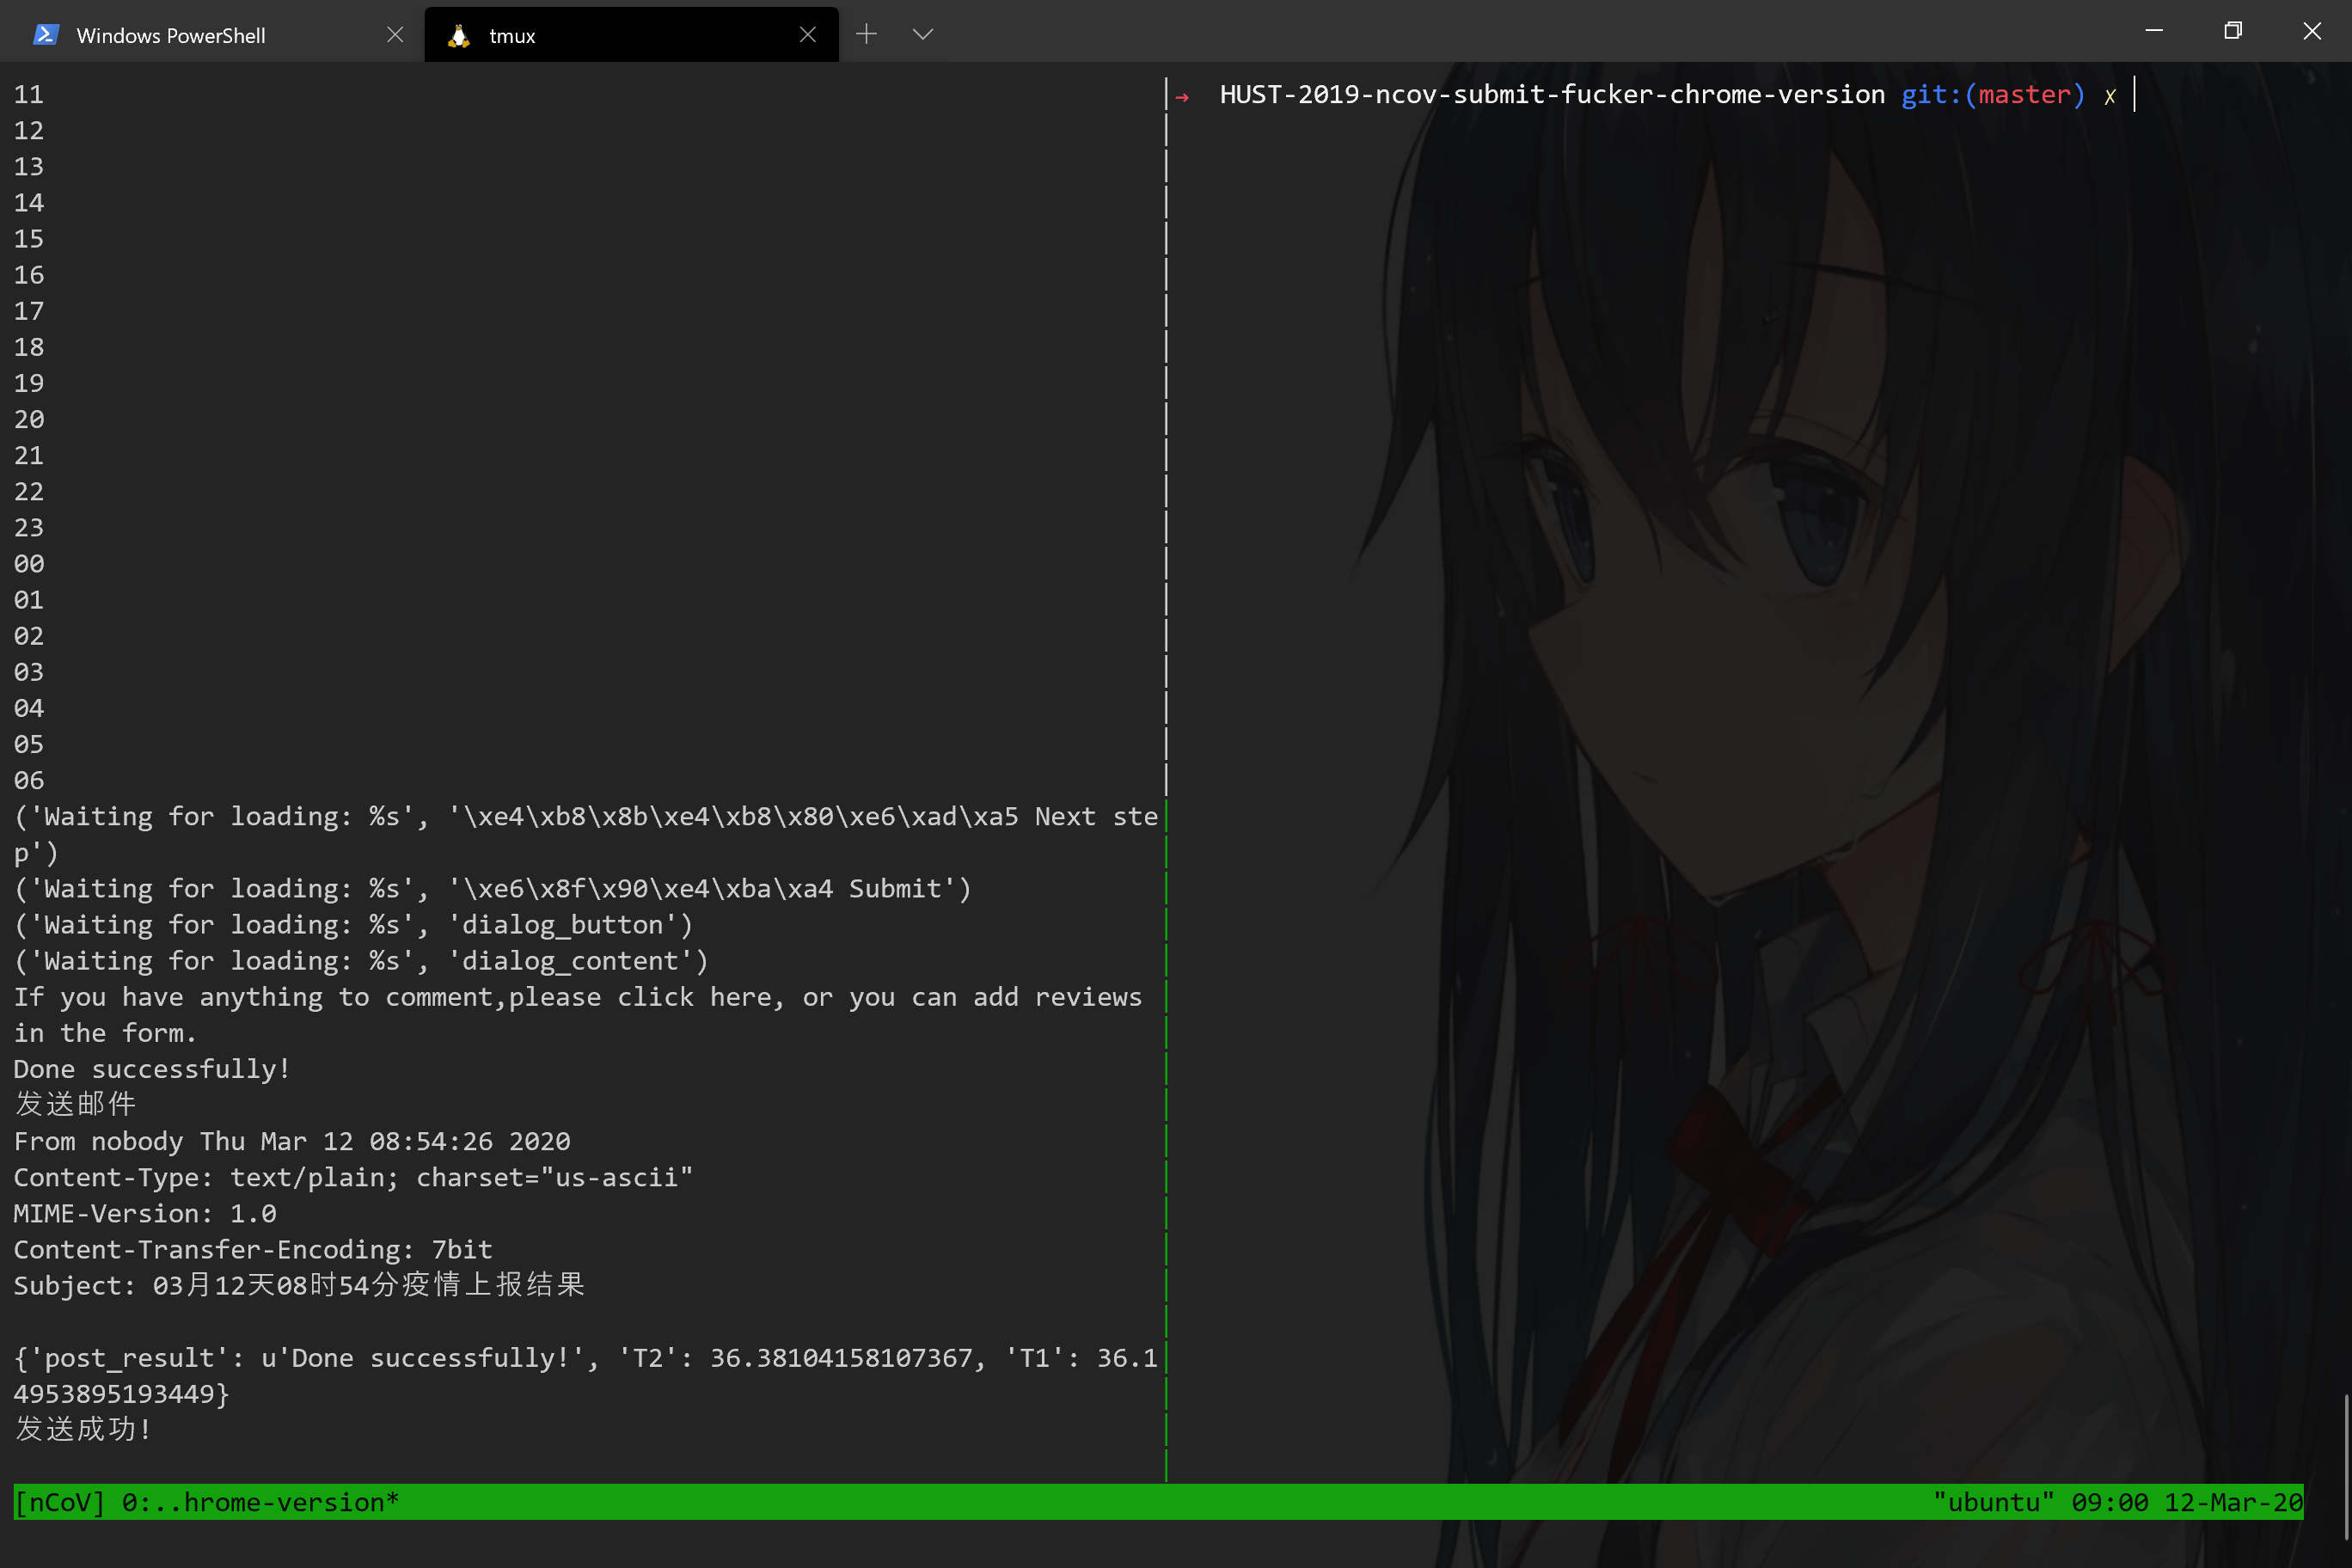 Windows PowerShell
tmux
11
12
13
14
15
16
17
18
19
20
21
22
23
00
01
02
03
04
05
06
('Waiting for loading: %s', '\xe4\xb8\x8b\xe4\xb8\x80\xe6\xad\xa5 Next ste
p')
('Waiting for loading: %s', '\xe6\x8f\x90\xe4\xba\xa4 Submit')
('Waiting for loading: %s', 'dialog_button')
('Waiting for loading: %s', 'dialog_content')
If you have anything to comment,please click here, or you can add reviews
in the form.
Done successfully!
发送邮件
From nobody Thu Mar 12 08:54:26 2020
Content-Type: text/plain; charset="us-ascii"
MIME-Version: 1.0
Content-Transfer-Encoding: 7bit
Subject: 03月12天08时54分疫情上报结果
{'post_result': u'Done successfully!', 'T2': 36.38104158107367, 'T1': 36.1
4953895193449}
发送成功!
→ HUST-2019-ncov-submit-fucker-chrome-version git:(master) ✗
[nCoV] 0:..hrome-version*
"ubuntu" 09:00 12-Mar-20